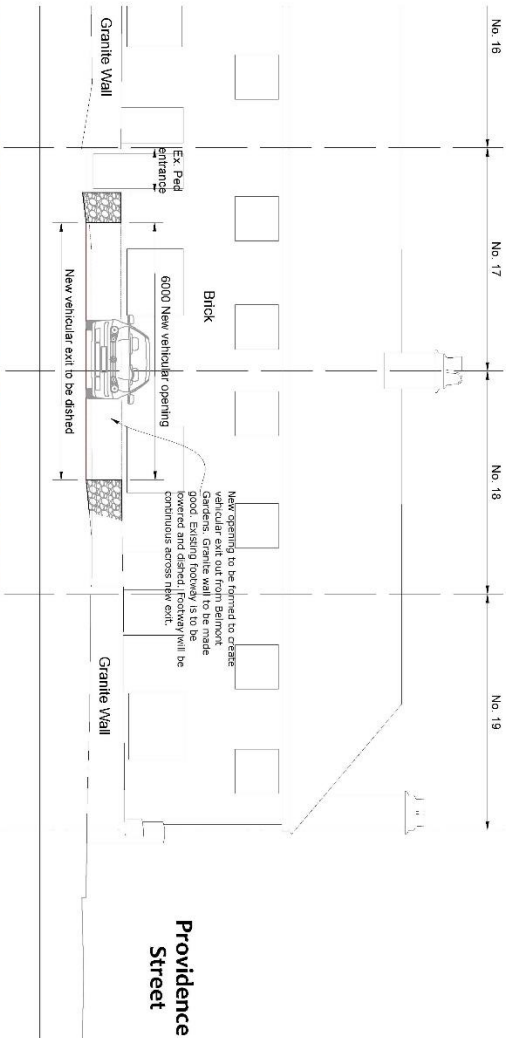 No. 16
No. 17
No. 18
No. 19
Brick
Granite Wall
Ex. Ped
entrance
6000 New vehicular opening
New vehicular exit to be dished
New opening to be formed to create
vehicular exit out from Belmont
Gardens. Granite wall to be made
good. Existing footway is to be
lowered and dished. Footway will be
continuous across new exit.
Granite Wall
Providence
Street